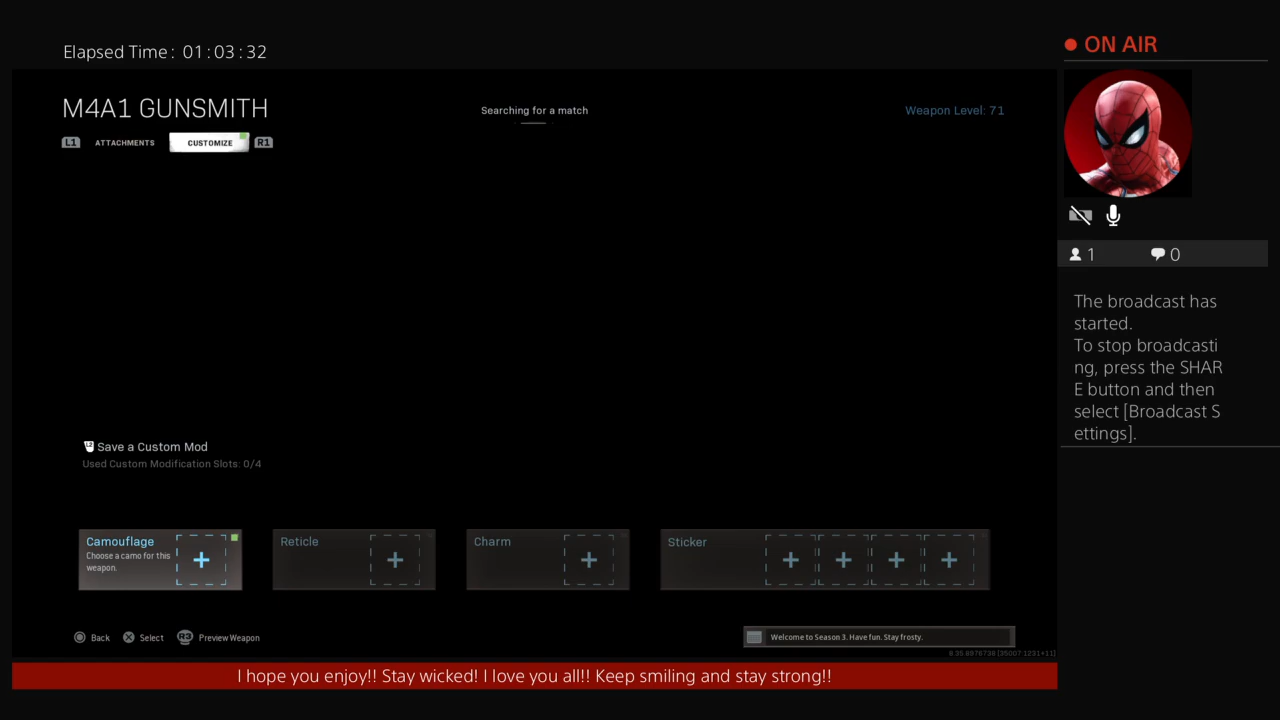 Elapsed Time: 01:03:32
ON AIR
M4A1 GUNSMITH
Searching for a match
Weapon Level: 71
L1 ATTACHMENTS CUSTOMIZE R1
1 0
The broadcast has
started.
To stop broadcasti
ng, press the SHAR
E button and then
select [Broadcast S
ettings].
L2 Save a Custom Mod
Used Custom Modification Slots: 0/4
Camouflage
Choose a camo for this
weapon.
Reticle
Charm
Sticker
Back Select R3 Preview Weapon
Welcome to Season 3. Have fun. Stay frosty.
I hope you enjoy!! Stay wicked! I love you all!! Keep smiling and stay strong!!